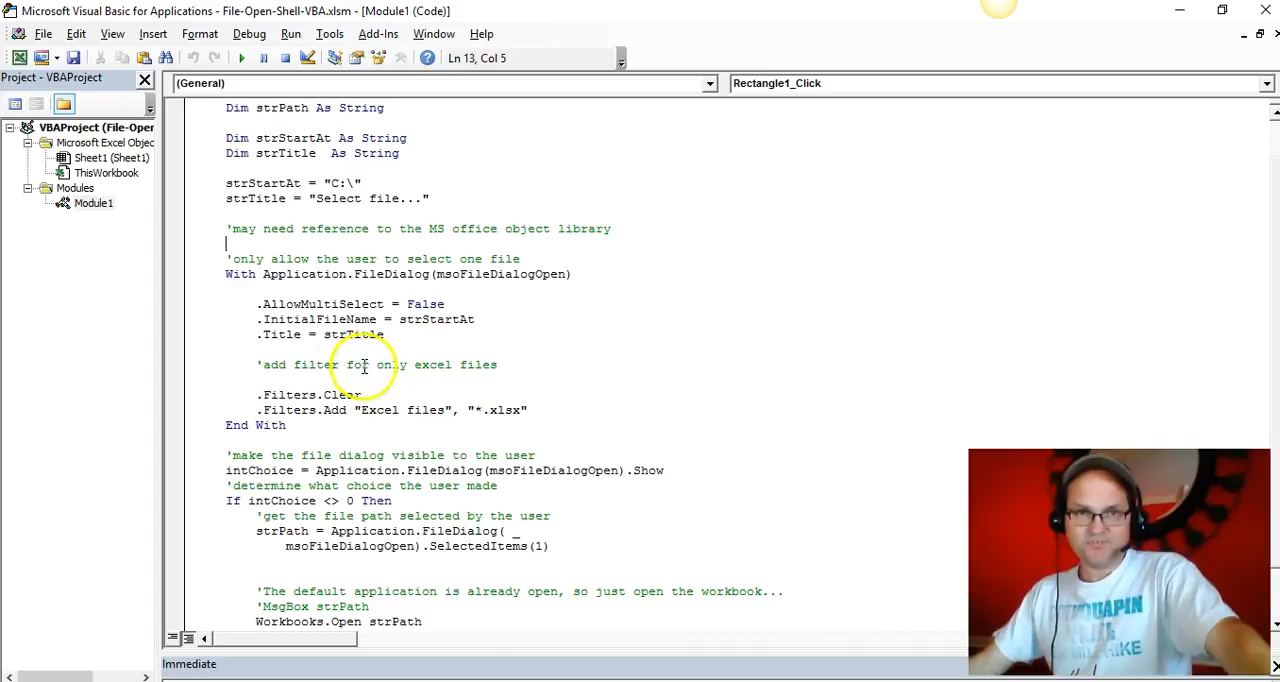 Microsoft Visual Basic for Applications - File-Open-Shell-VBA.xlsm - [Module1 (Code)]
File Edit View Insert Format Debug Run Tools Add-Ins Window Help
Ln 13, Col 5
Project - VBAProject
(General)
Rectangle1_Click
VBAProject (File-Oper
Microsoft Excel Objec
Sheet1 (Sheet1)
ThisWorkbook
Modules
Module1
Dim strPath As String
Dim strStartAt As String
Dim strTitle As String
strStartAt = "C:\"
strTitle = "Select file..."
'may need reference to the MS office object library
'only allow the user to select one file
With Application.FileDialog(msoFileDialogOpen)
.AllowMultiSelect = False
.InitialFileName = strStartAt
.Title = strTitle
'add filter for only excel files
.Filters.Clear
.Filters.Add "Excel files", "*.xlsx"
End With
'make the file dialog visible to the user
intChoice = Application.FileDialog(msoFileDialogOpen).Show
'determine what choice the user made
If intChoice <> 0 Then
'get the file path selected by the user
strPath = Application.FileDialog( _
msoFileDialogOpen).SelectedItems(1)
'The default application is already open, so just open the workbook...
'MsgBox strPath
Workbooks.Open strPath
Immediate